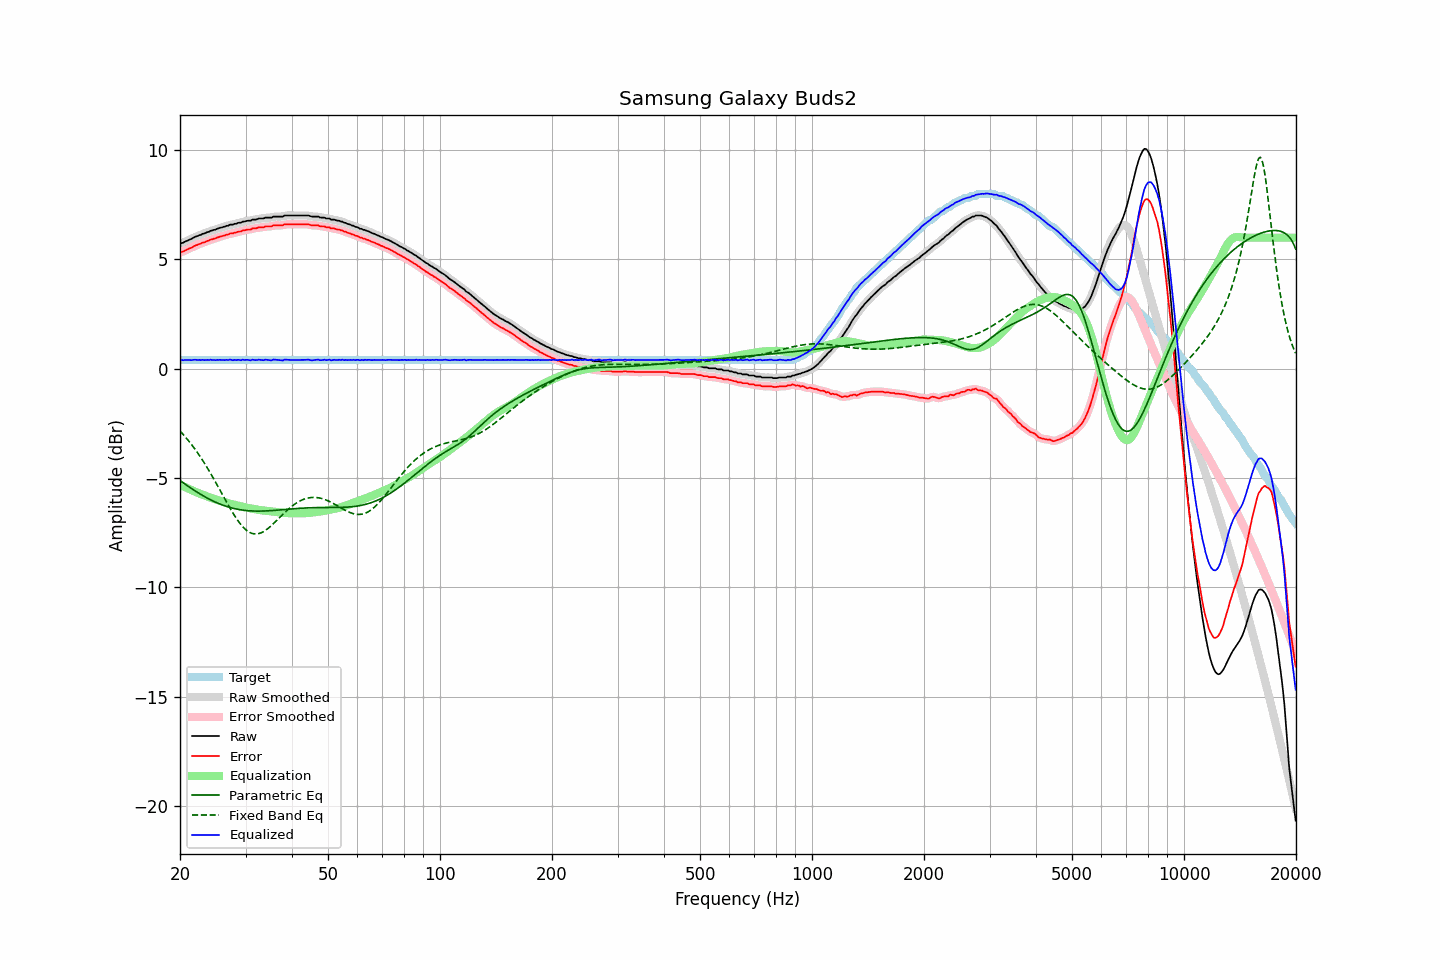 Samsung Galaxy Buds2
Amplitude (dBr)
10
5
0
−5
−10
−15
−20
Target
Raw Smoothed
Error Smoothed
Raw
Error
Equalization
Parametric Eq
Fixed Band Eq
Equalized
20 50 100 200 500 1000 2000 5000 10000 20000
Frequency (Hz)